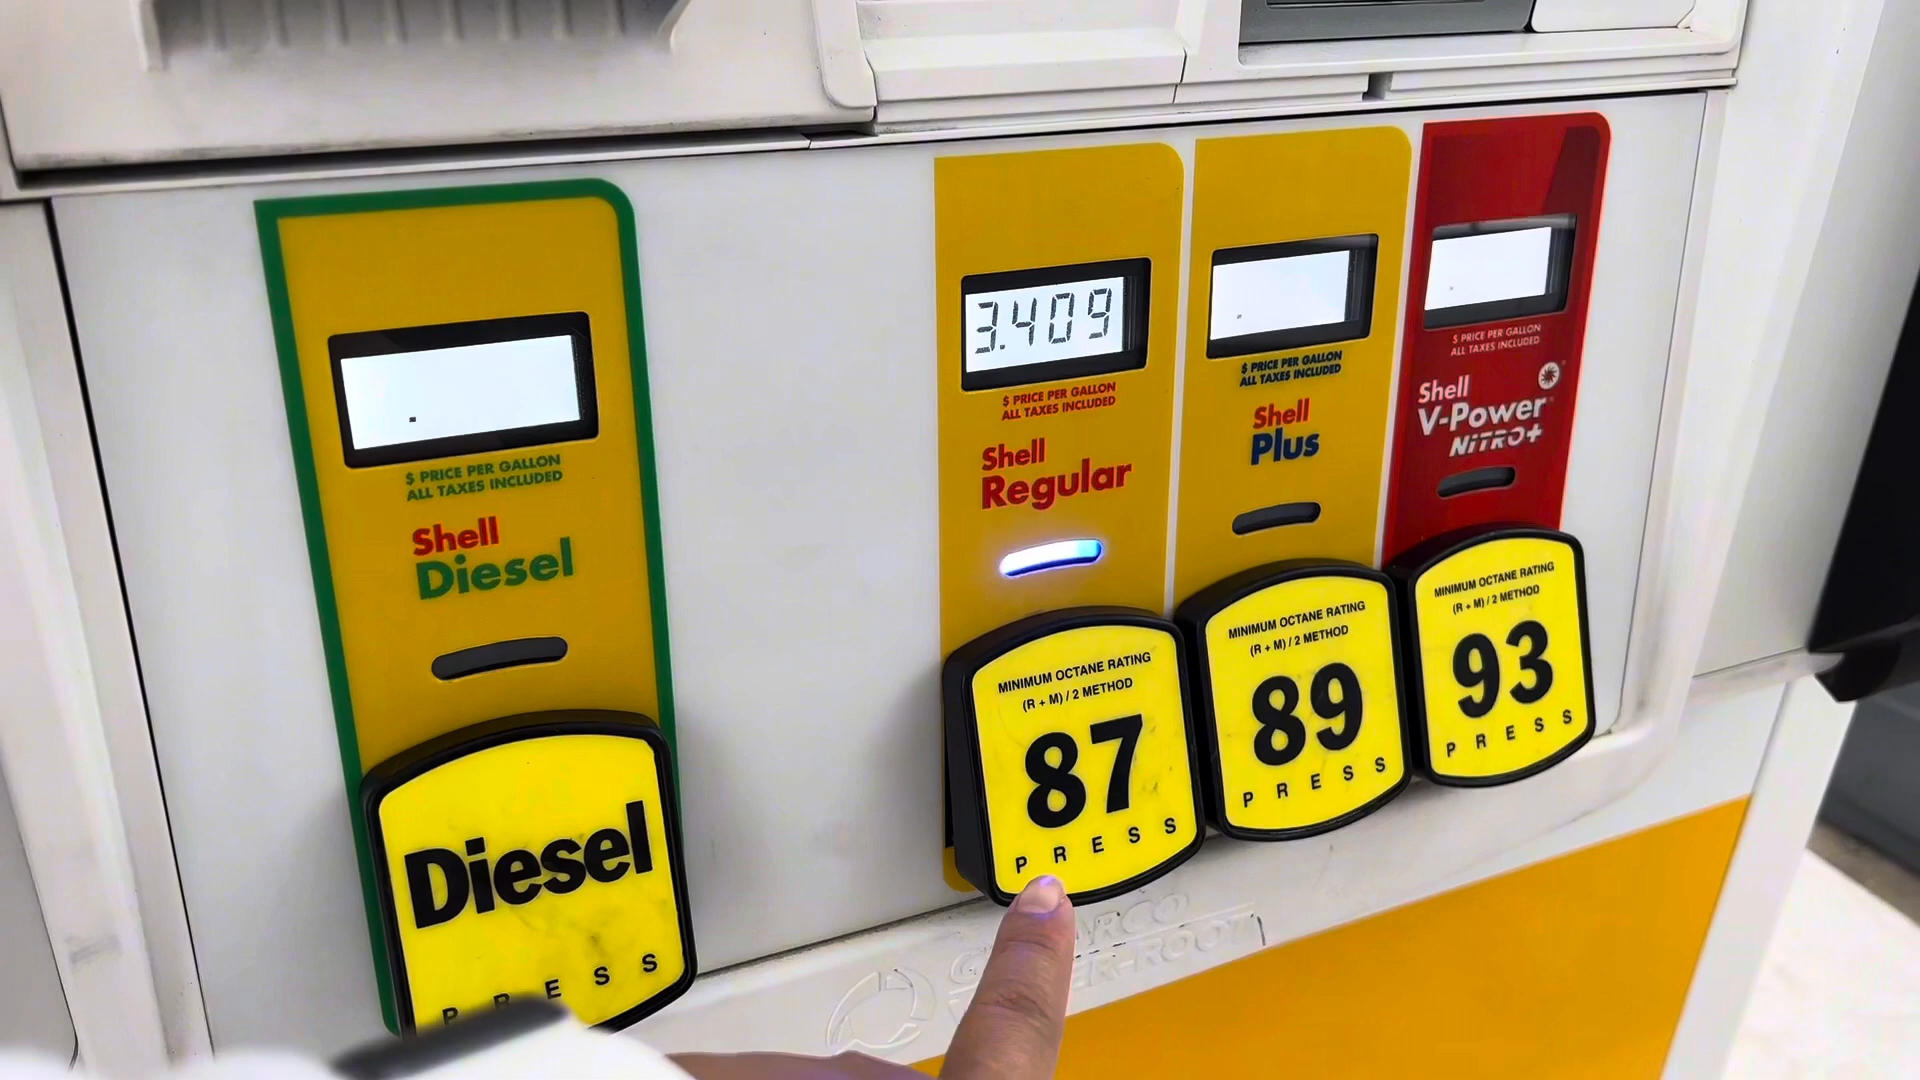 $ PRICE PER GALLON
ALL TAXES INCLUDED
Shell
Diesel
Diesel
PRESS
3.409
$ PRICE PER GALLON
ALL TAXES INCLUDED
Shell
Regular
MINIMUM OCTANE RATING
(R + M) / 2 METHOD
87
PRESS
$ PRICE PER GALLON
ALL TAXES INCLUDED
Shell
Plus
MINIMUM OCTANE RATING
(R + M) / 2 METHOD
89
PRESS
$ PRICE PER GALLON
ALL TAXES INCLUDED
Shell
V-Power
NiTRO+
MINIMUM OCTANE RATING
(R + M) / 2 METHOD
93
PRESS